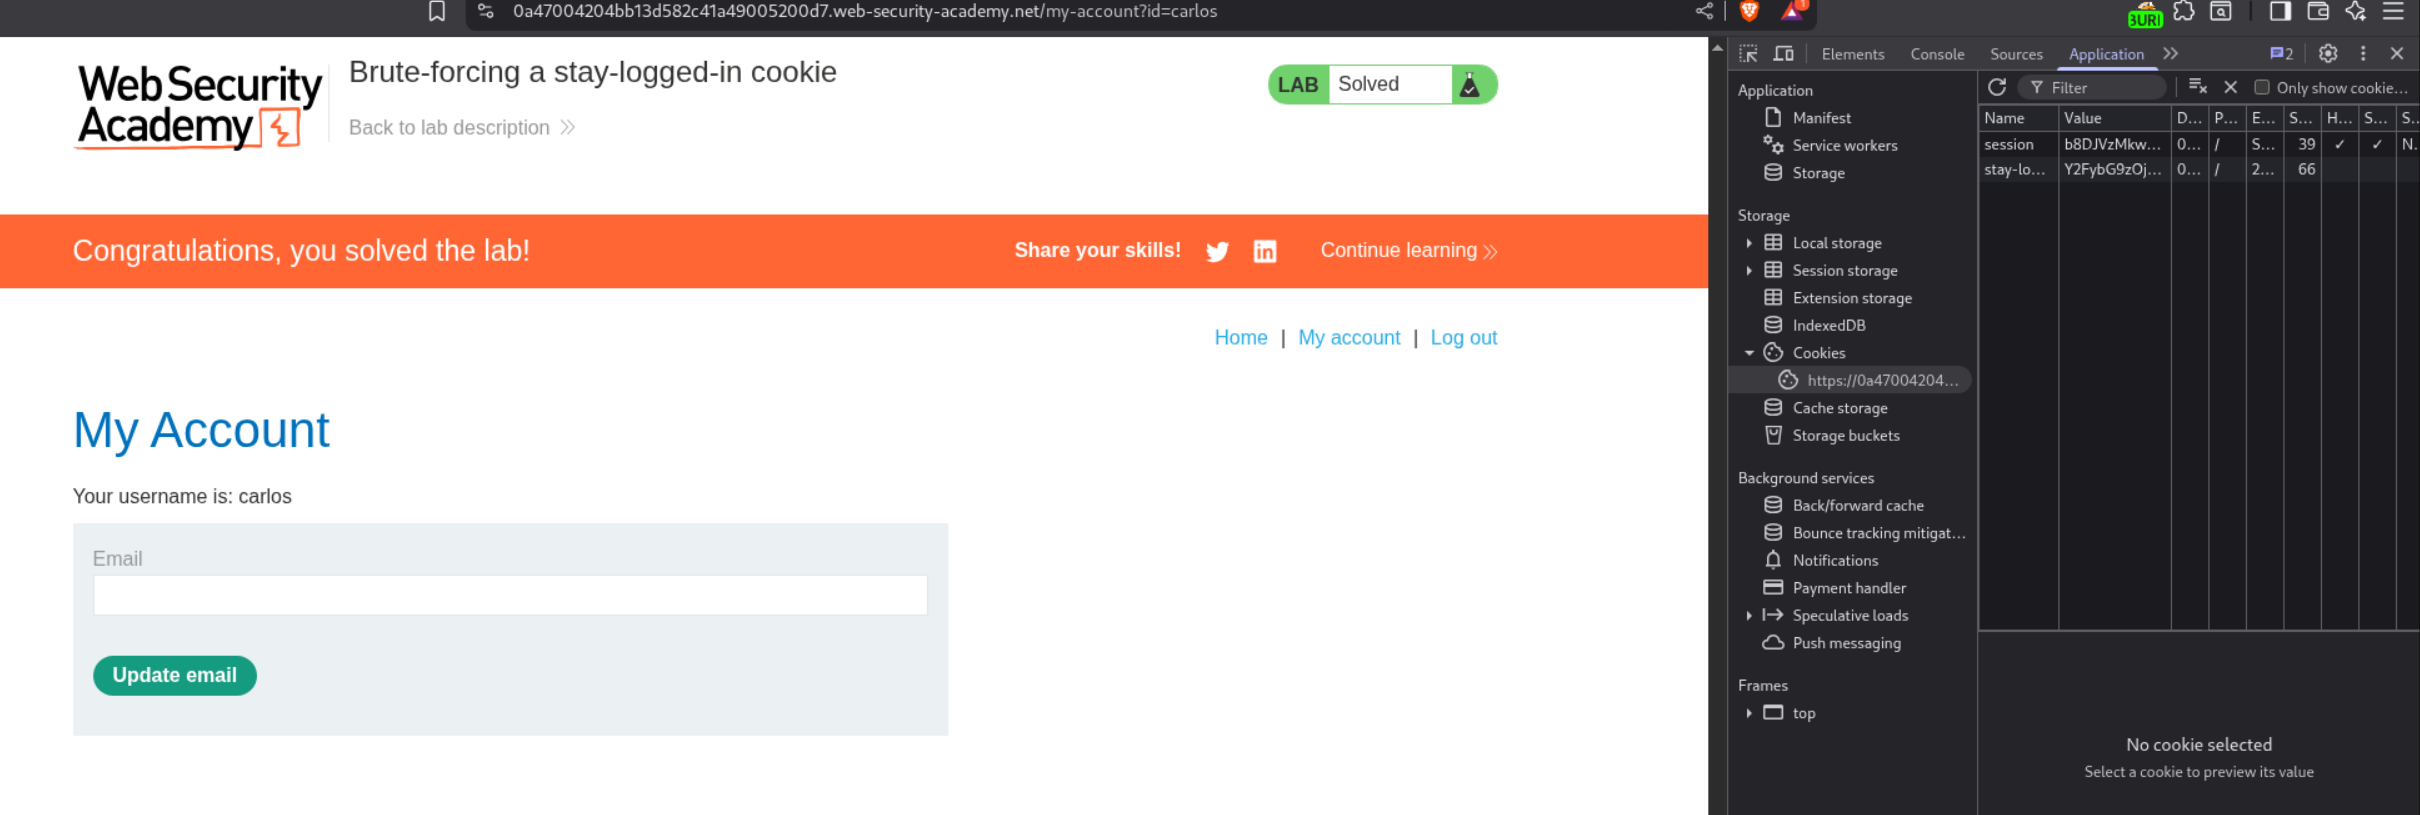 0a47004204bb13d582c41a49005200d7.web-security-academy.net/my-account?id=carlos
1
BURI
Web Security
Academy
Brute-forcing a stay-logged-in cookie
Back to lab description
LAB Solved
Congratulations, you solved the lab!
Share your skills!
Continue learning
Home | My account | Log out
My Account
Your username is: carlos
Email
Update email
Elements Console Sources Application 2
Application
Manifest
Service workers
Storage
Storage
Local storage
Session storage
Extension storage
IndexedDB
Cookies
https://0a47004204...
Cache storage
Storage buckets
Background services
Back/forward cache
Bounce tracking mitigat...
Notifications
Payment handler
Speculative loads
Push messaging
Frames
top
Filter Only show cookie...
Name Value D... P... E... S... H... S... S..
session b8DJVzMkw... 0... / S... 39 ✓ ✓ N.
stay-lo... Y2FybG9zOj... 0... / 2... 66
No cookie selected
Select a cookie to preview its value